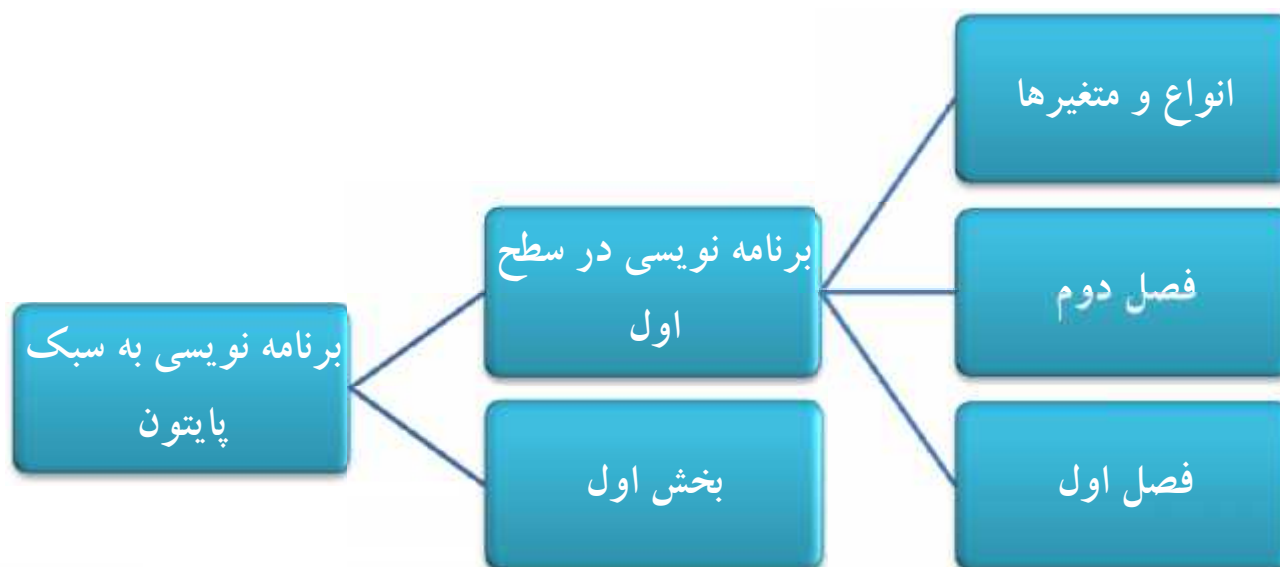 برنامه نویسی به سبک
پایتون
برنامه نویسی در سطح
اول
بخش اول
انواع و متغیرها
فصل دوم
فصل اول